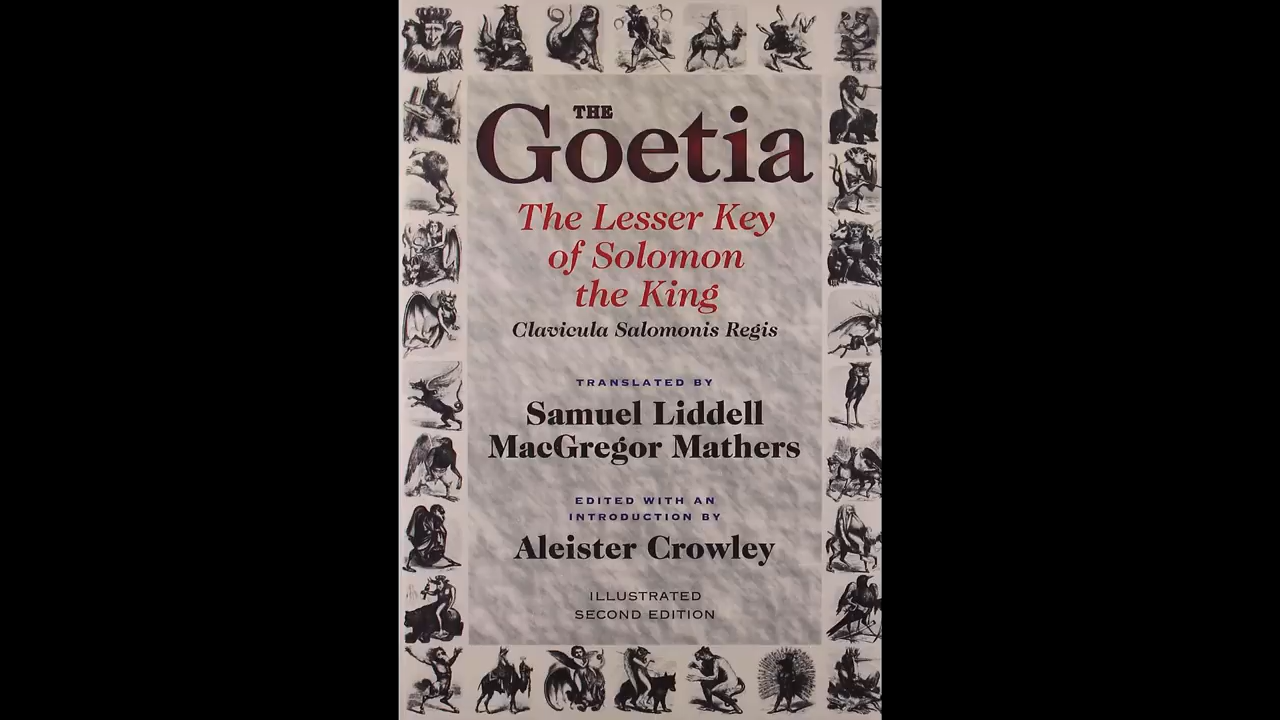 THE
Goetia
The Lesser Key
of Solomon
the King
Clavicula Salomonis Regis
TRANSLATED BY
Samuel Liddell
MacGregor Mathers
EDITED WITH AN
INTRODUCTION BY
Aleister Crowley
ILLUSTRATED
SECOND EDITION